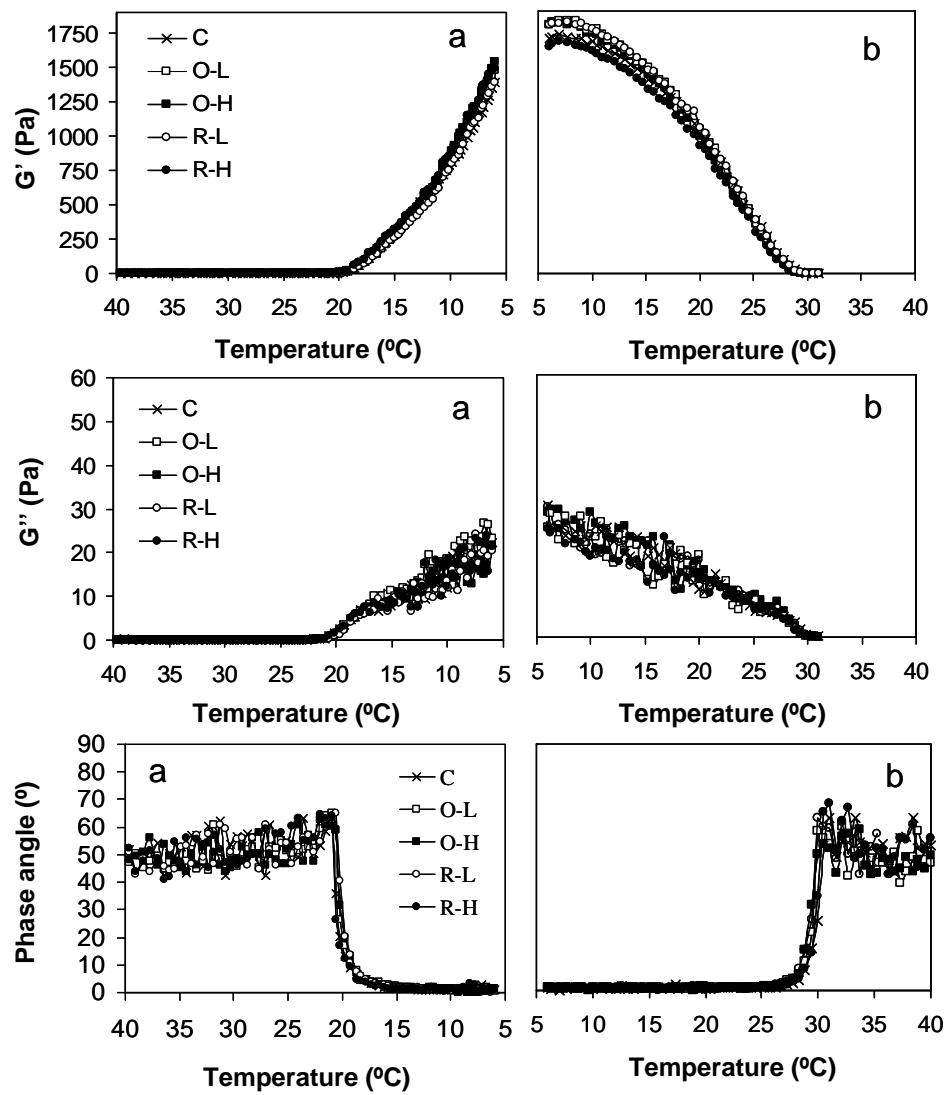 a
C
O-L
O-H
R-L
R-H
G' (Pa)
1750
1500
1250
1000
750
500
250
0
40 35 30 25 20 15 10 5
Temperature (ºC)
b
5 10 15 20 25 30 35 40
Temperature (ºC)
a
C
O-L
O-H
R-L
R-H
G'' (Pa)
60
50
40
30
20
10
0
40 35 30 25 20 15 10 5
Temperature (ºC)
b
5 10 15 20 25 30 35 40
Temperature (ºC)
a
C
O-L
O-H
R-L
R-H
Phase angle (º)
90
80
70
60
50
40
30
20
10
0
40 35 30 25 20 15 10 5
Temperature (ºC)
b
5 10 15 20 25 30 35 40
Temperature (ºC)